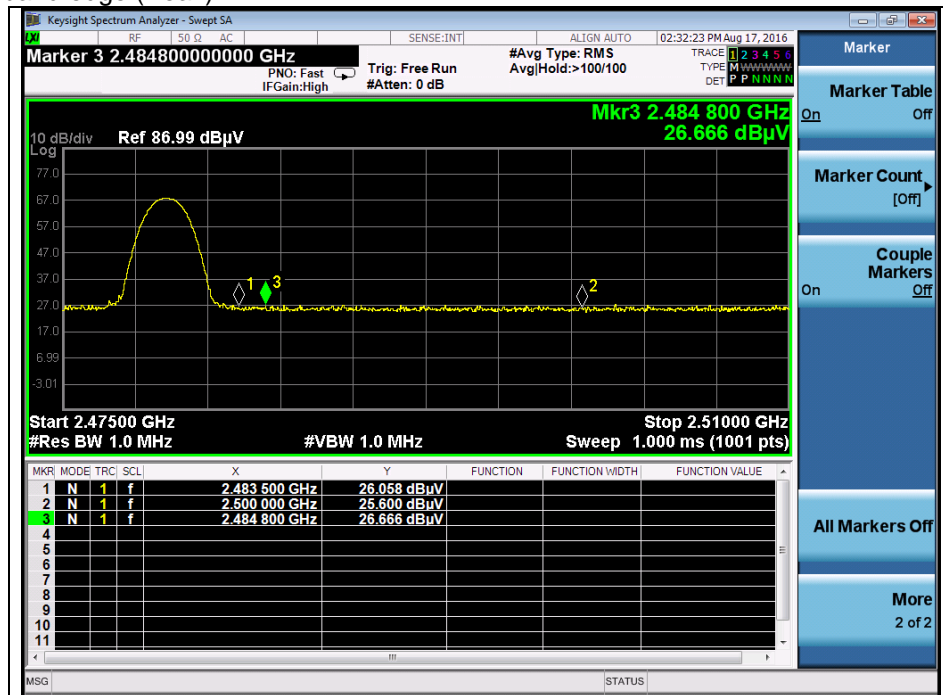 Keysight Spectrum Analyzer - Swept SA
LXI RF 50 Ω AC SENSE:INT ALIGN AUTO 02:32:23 PM Aug 17, 2016
Marker 3 2.484800000000 GHz
PNO: Fast
IFGain:High
Trig: Free Run
#Atten: 0 dB
#Avg Type: RMS
Avg|Hold:>100/100
TRACE 1 2 3 4 5 6
TYPE M WWWWW
DET P P N N N N
Mkr3 2.484 800 GHz
26.666 dBµV
10 dB/div Ref 86.99 dBµV
Log
77.0
67.0
57.0
47.0
37.0
27.0
17.0
6.99
-3.01
1
3
2
Start 2.47500 GHz Stop 2.51000 GHz
#Res BW 1.0 MHz #VBW 1.0 MHz Sweep 1.000 ms (1001 pts)
MKR MODE TRC SCL X Y FUNCTION FUNCTION WIDTH FUNCTION VALUE
1 N 1 f 2.483 500 GHz 26.058 dBµV
2 N 1 f 2.500 000 GHz 25.600 dBµV
3 N 1 f 2.484 800 GHz 26.666 dBµV
4
5
6
7
8
9
10
11
MSG STATUS
Marker
Marker Table
On Off
Marker Count
[Off]
Couple
Markers
On Off
All Markers Off
More
2 of 2